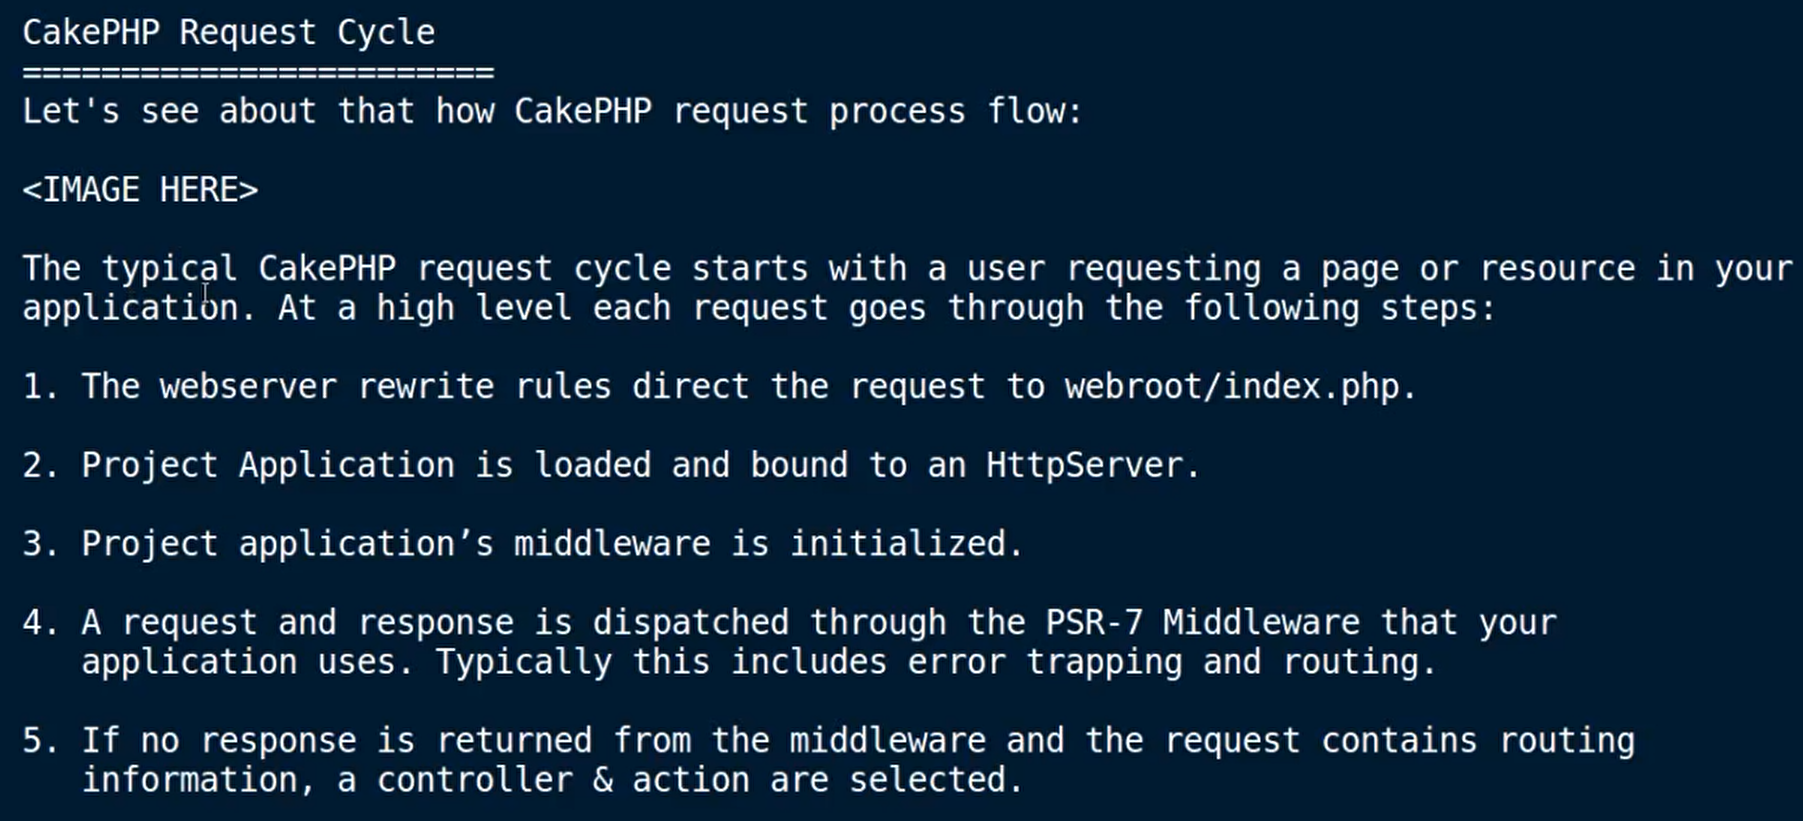 CakePHP Request Cycle
========================
Let's see about that how CakePHP request process flow:
<IMAGE HERE>
The typical CakePHP request cycle starts with a user requesting a page or resource in your
application. At a high level each request goes through the following steps:
1. The webserver rewrite rules direct the request to webroot/index.php.
2. Project Application is loaded and bound to an HttpServer.
3. Project application’s middleware is initialized.
4. A request and response is dispatched through the PSR-7 Middleware that your
application uses. Typically this includes error trapping and routing.
5. If no response is returned from the middleware and the request contains routing
information, a controller & action are selected.